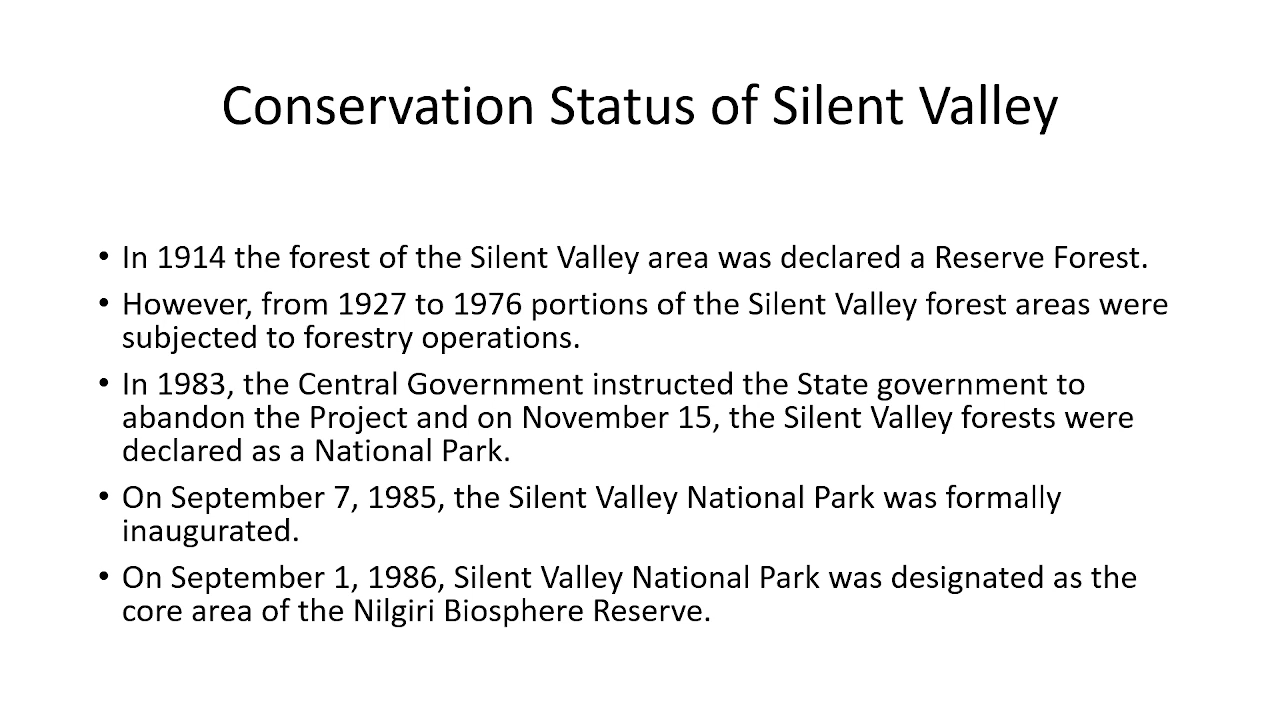 Conservation Status of Silent Valley
• In 1914 the forest of the Silent Valley area was declared a Reserve Forest.
• However, from 1927 to 1976 portions of the Silent Valley forest areas were
subjected to forestry operations.
• In 1983, the Central Government instructed the State government to
abandon the Project and on November 15, the Silent Valley forests were
declared as a National Park.
• On September 7, 1985, the Silent Valley National Park was formally
inaugurated.
• On September 1, 1986, Silent Valley National Park was designated as the
core area of the Nilgiri Biosphere Reserve.